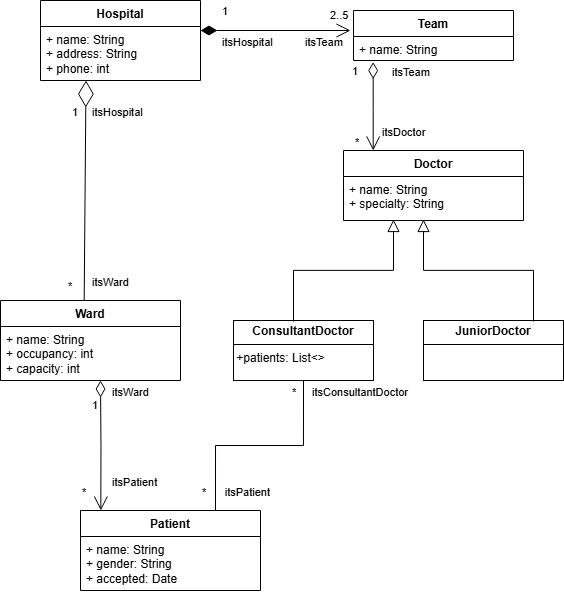 Hospital
+ name: String
+ address: String
+ phone: int
1
itsHospital
2..5
itsTeam
Team
+ name: String
1
itsTeam
itsDoctor
*
Doctor
+ name: String
+ specialty: String
1
itsHospital
*
itsWard
Ward
+ name: String
+ occupancy: int
+ capacity: int
ConsultantDoctor
+patients: List<>
JuniorDoctor
1
itsWard
*
itsConsultantDoctor
*
itsPatient
*
itsPatient
Patient
+ name: String
+ gender: String
+ accepted: Date